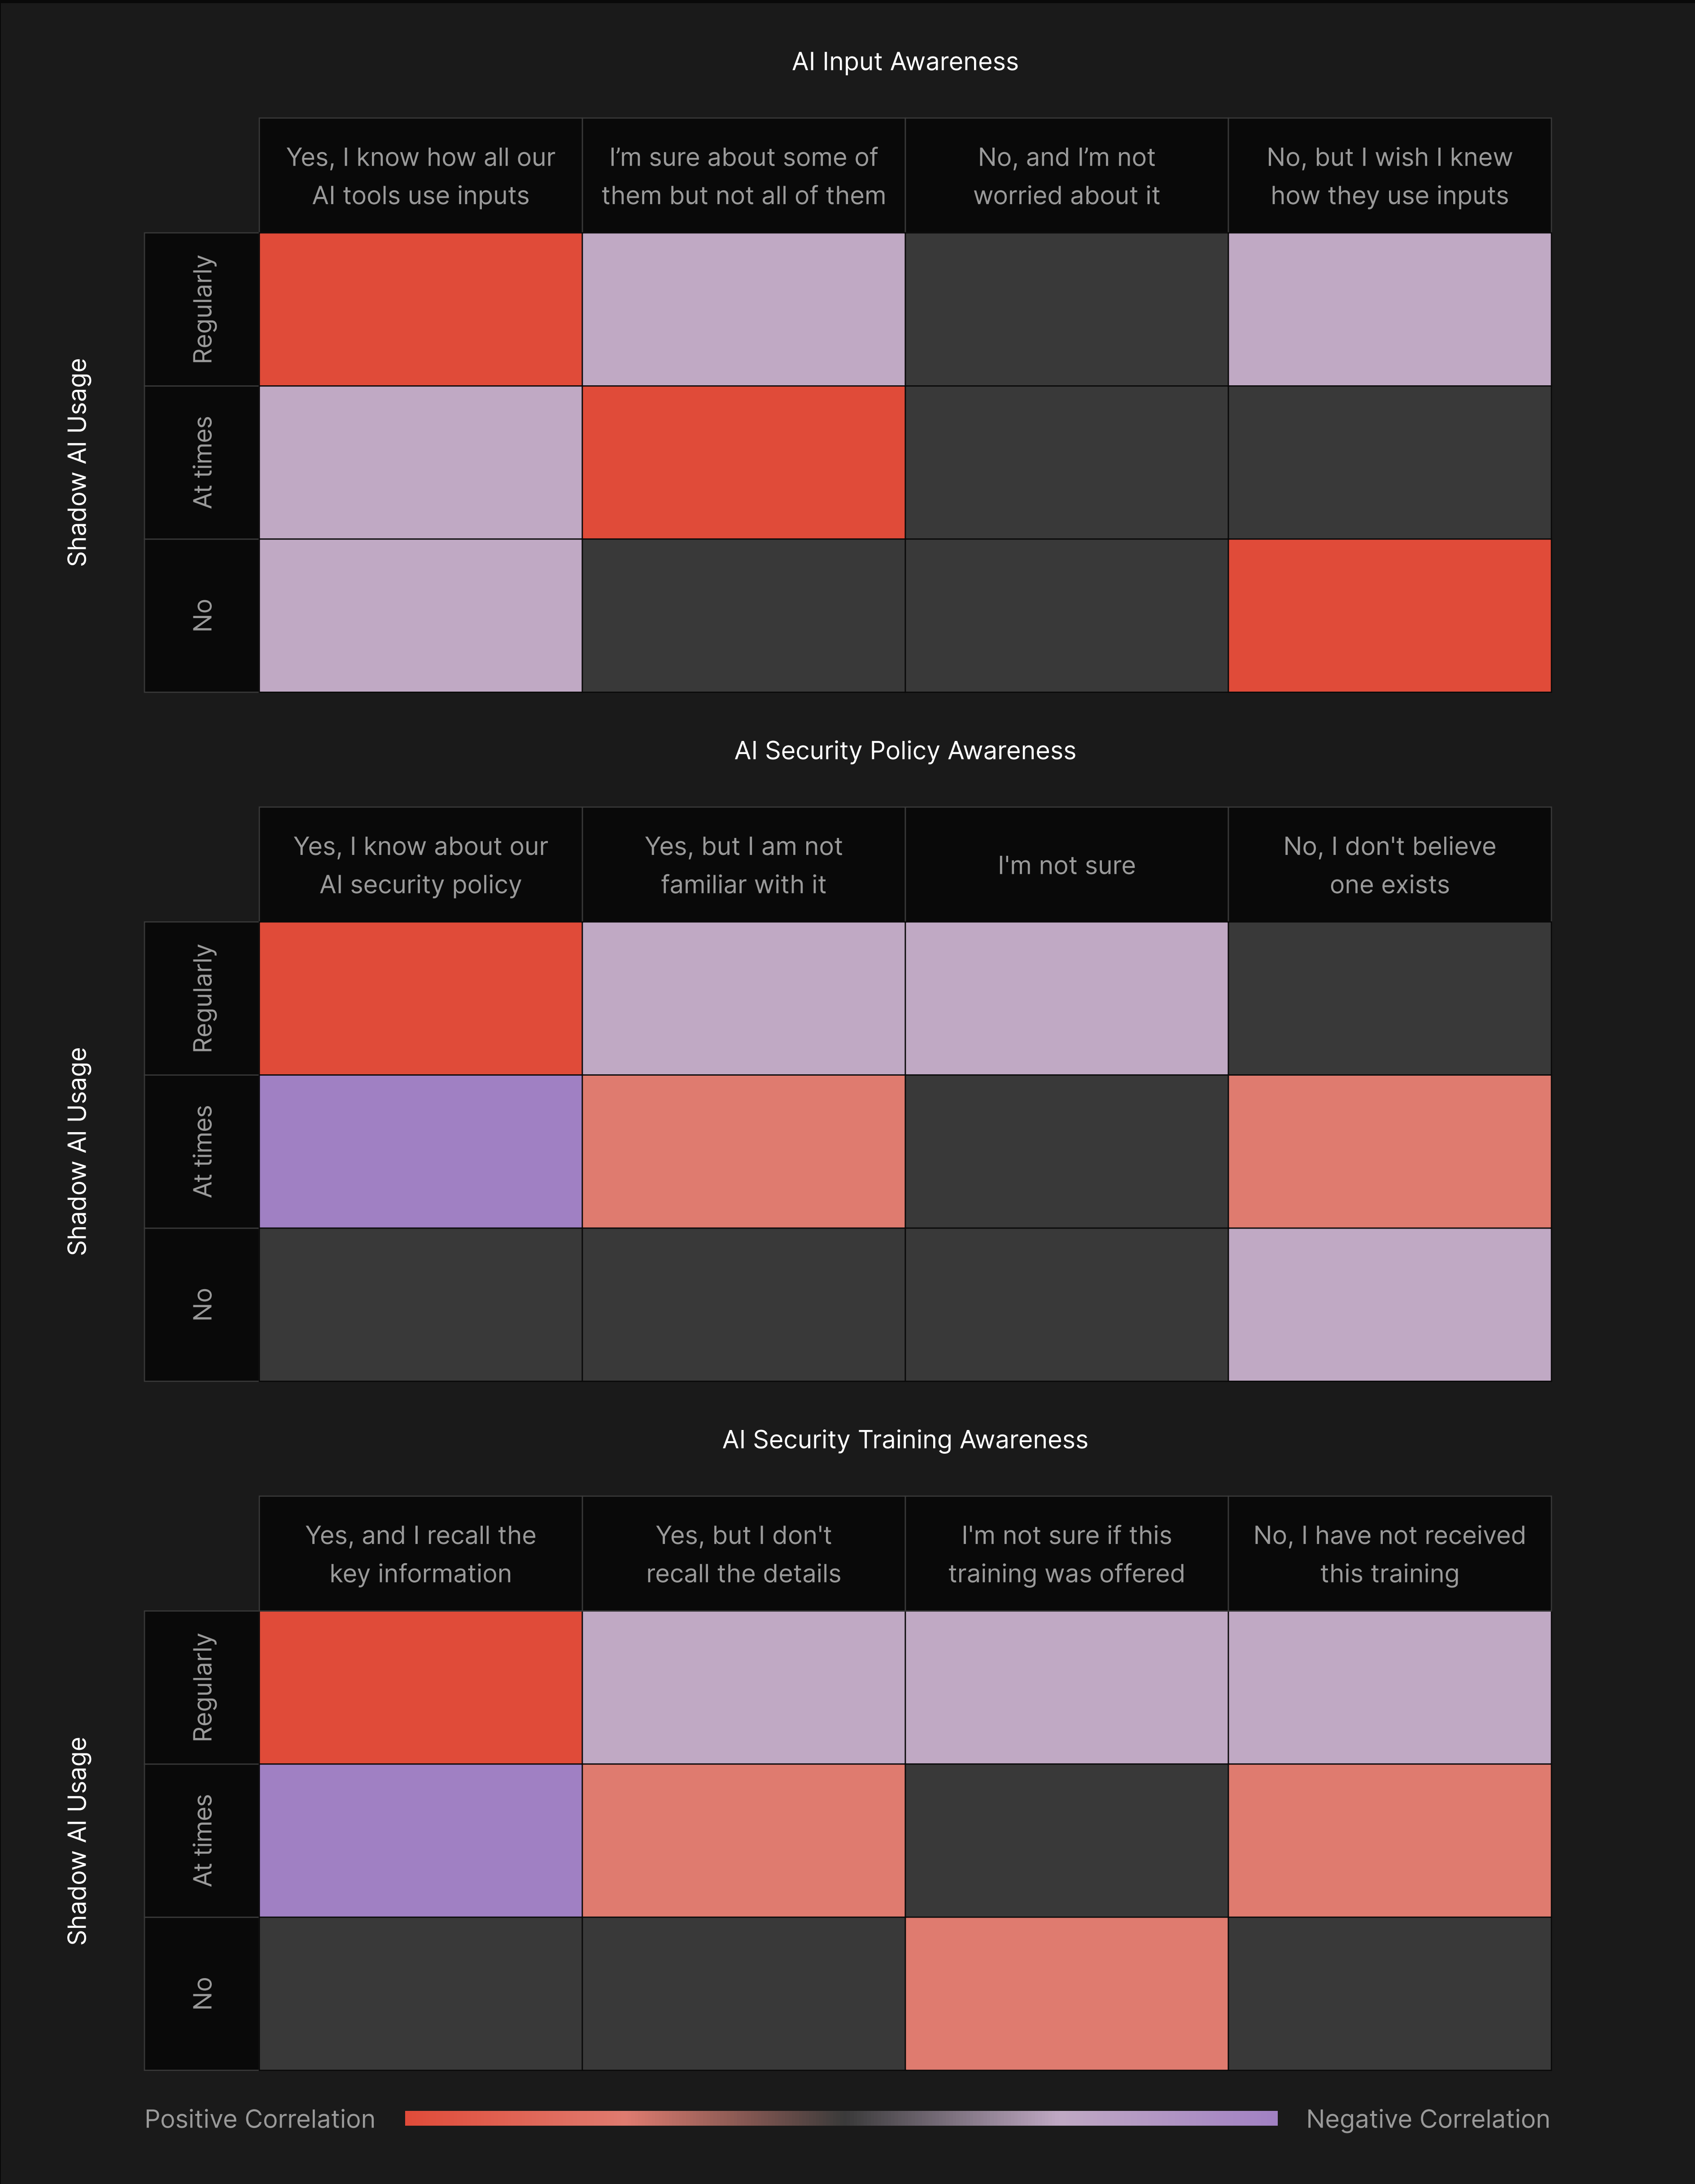 AI Input Awareness
Yes, I know how all our
AI tools use inputs
I’m sure about some of
them but not all of them
No, and I’m not
worried about it
No, but I wish I knew
how they use inputs
Shadow AI Usage
Regularly
At times
No
AI Security Policy Awareness
Yes, I know about our
AI security policy
Yes, but I am not
familiar with it
I'm not sure
No, I don't believe
one exists
Shadow AI Usage
Regularly
At times
No
AI Security Training Awareness
Yes, and I recall the
key information
Yes, but I don't
recall the details
I'm not sure if this
training was offered
No, I have not received
this training
Shadow AI Usage
Regularly
At times
No
Positive Correlation
Negative Correlation